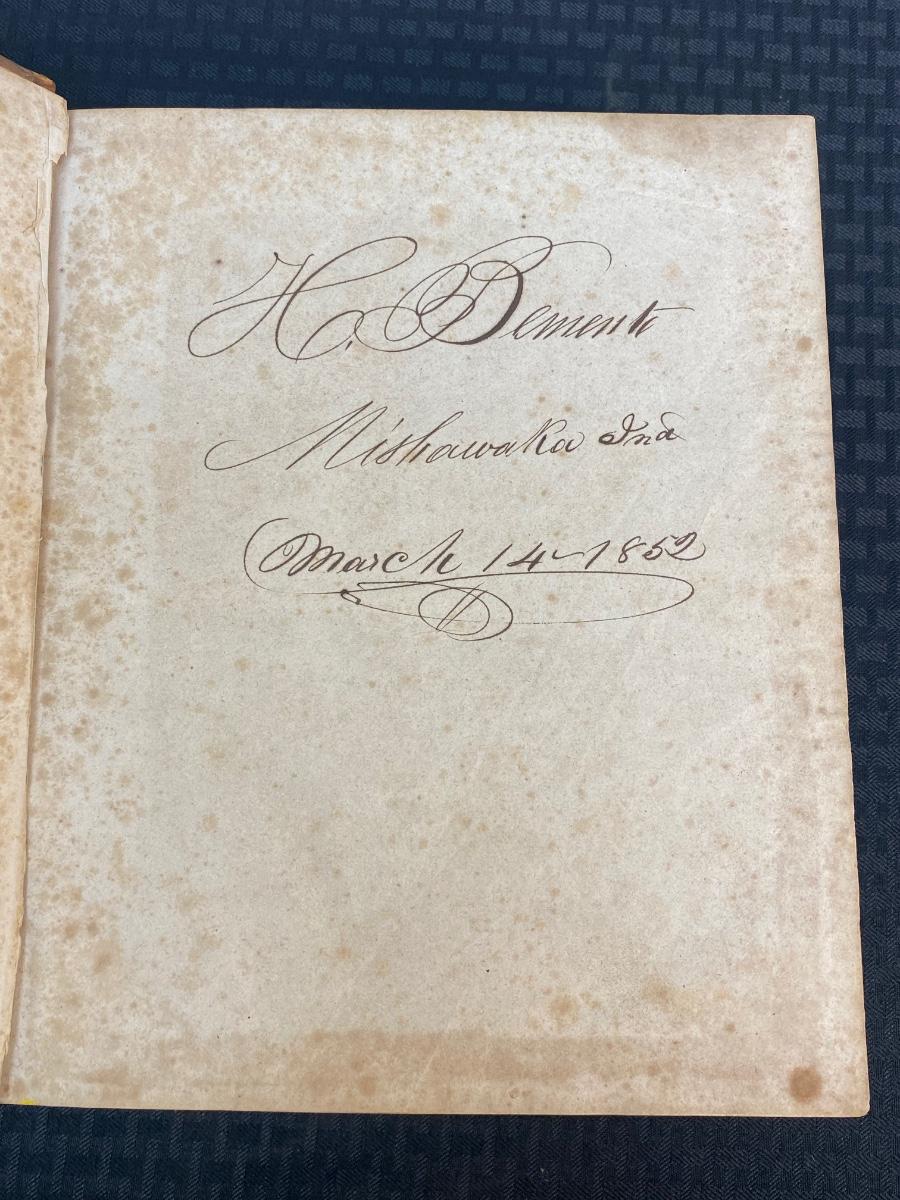 H. Bement
Mishawaka Ind
March 14 - 1852